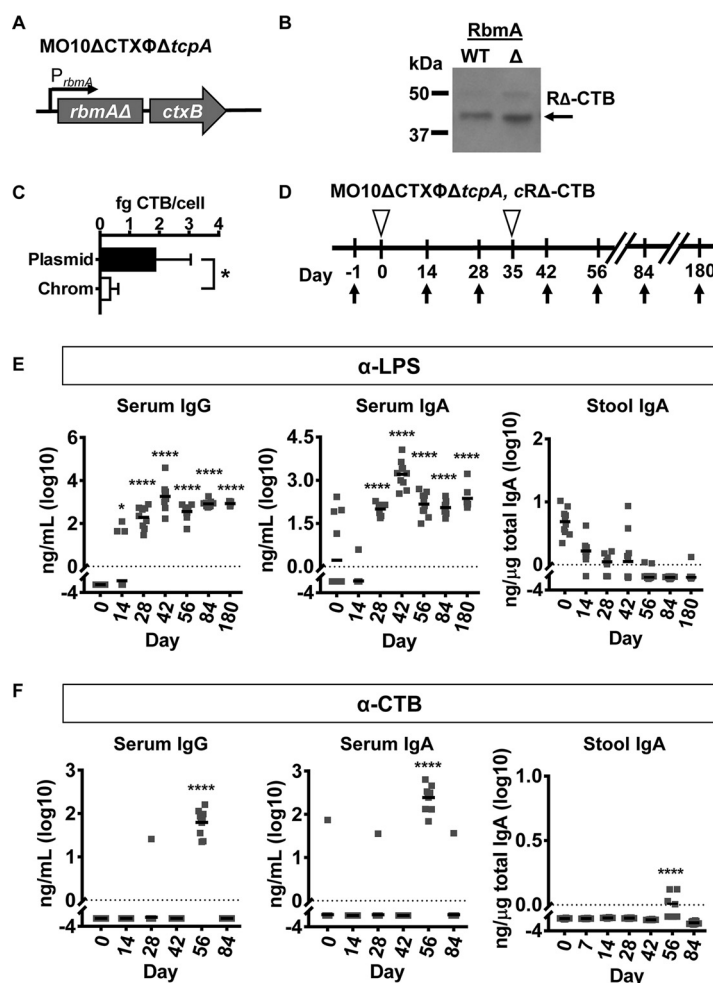 A
MO10ΔCTXΦΔtcpA
PrbmA
rbmAΔ ctxB
B
RbmA
kDa WT Δ
50
37
RΔ-CTB
C
fg CTB/cell
0 1 2 3 4
Plasmid
Chrom
*
D
MO10ΔCTXΦΔtcpA, cRΔ-CTB
Day -1 0 14 28 35 42 56 84 180
E
α-LPS
Serum IgG
ng/mL (log10)
6
4
2
0
-4
* **** **** **** **** ****
0 14 28 42 56 84 180
Day
Serum IgA
ng/mL (log10)
4.5
3.0
1.5
0.0
-4
**** **** **** **** ****
0 14 28 42 56 84 180
Day
Stool IgA
ng/μg total IgA (log10)
2
1
0
-4
0 14 28 42 56 84 180
Day
F
α-CTB
Serum IgG
ng/mL (log10)
3
2
1
0
-4
****
0 14 28 42 56 84
Day
Serum IgA
ng/mL (log10)
3
2
1
0
-4
****
0 14 28 42 56 84
Day
Stool IgA
ng/μg total IgA (log10)
1.0
0.5
0.0
-4
****
0 7 14 28 42 56 84
Day